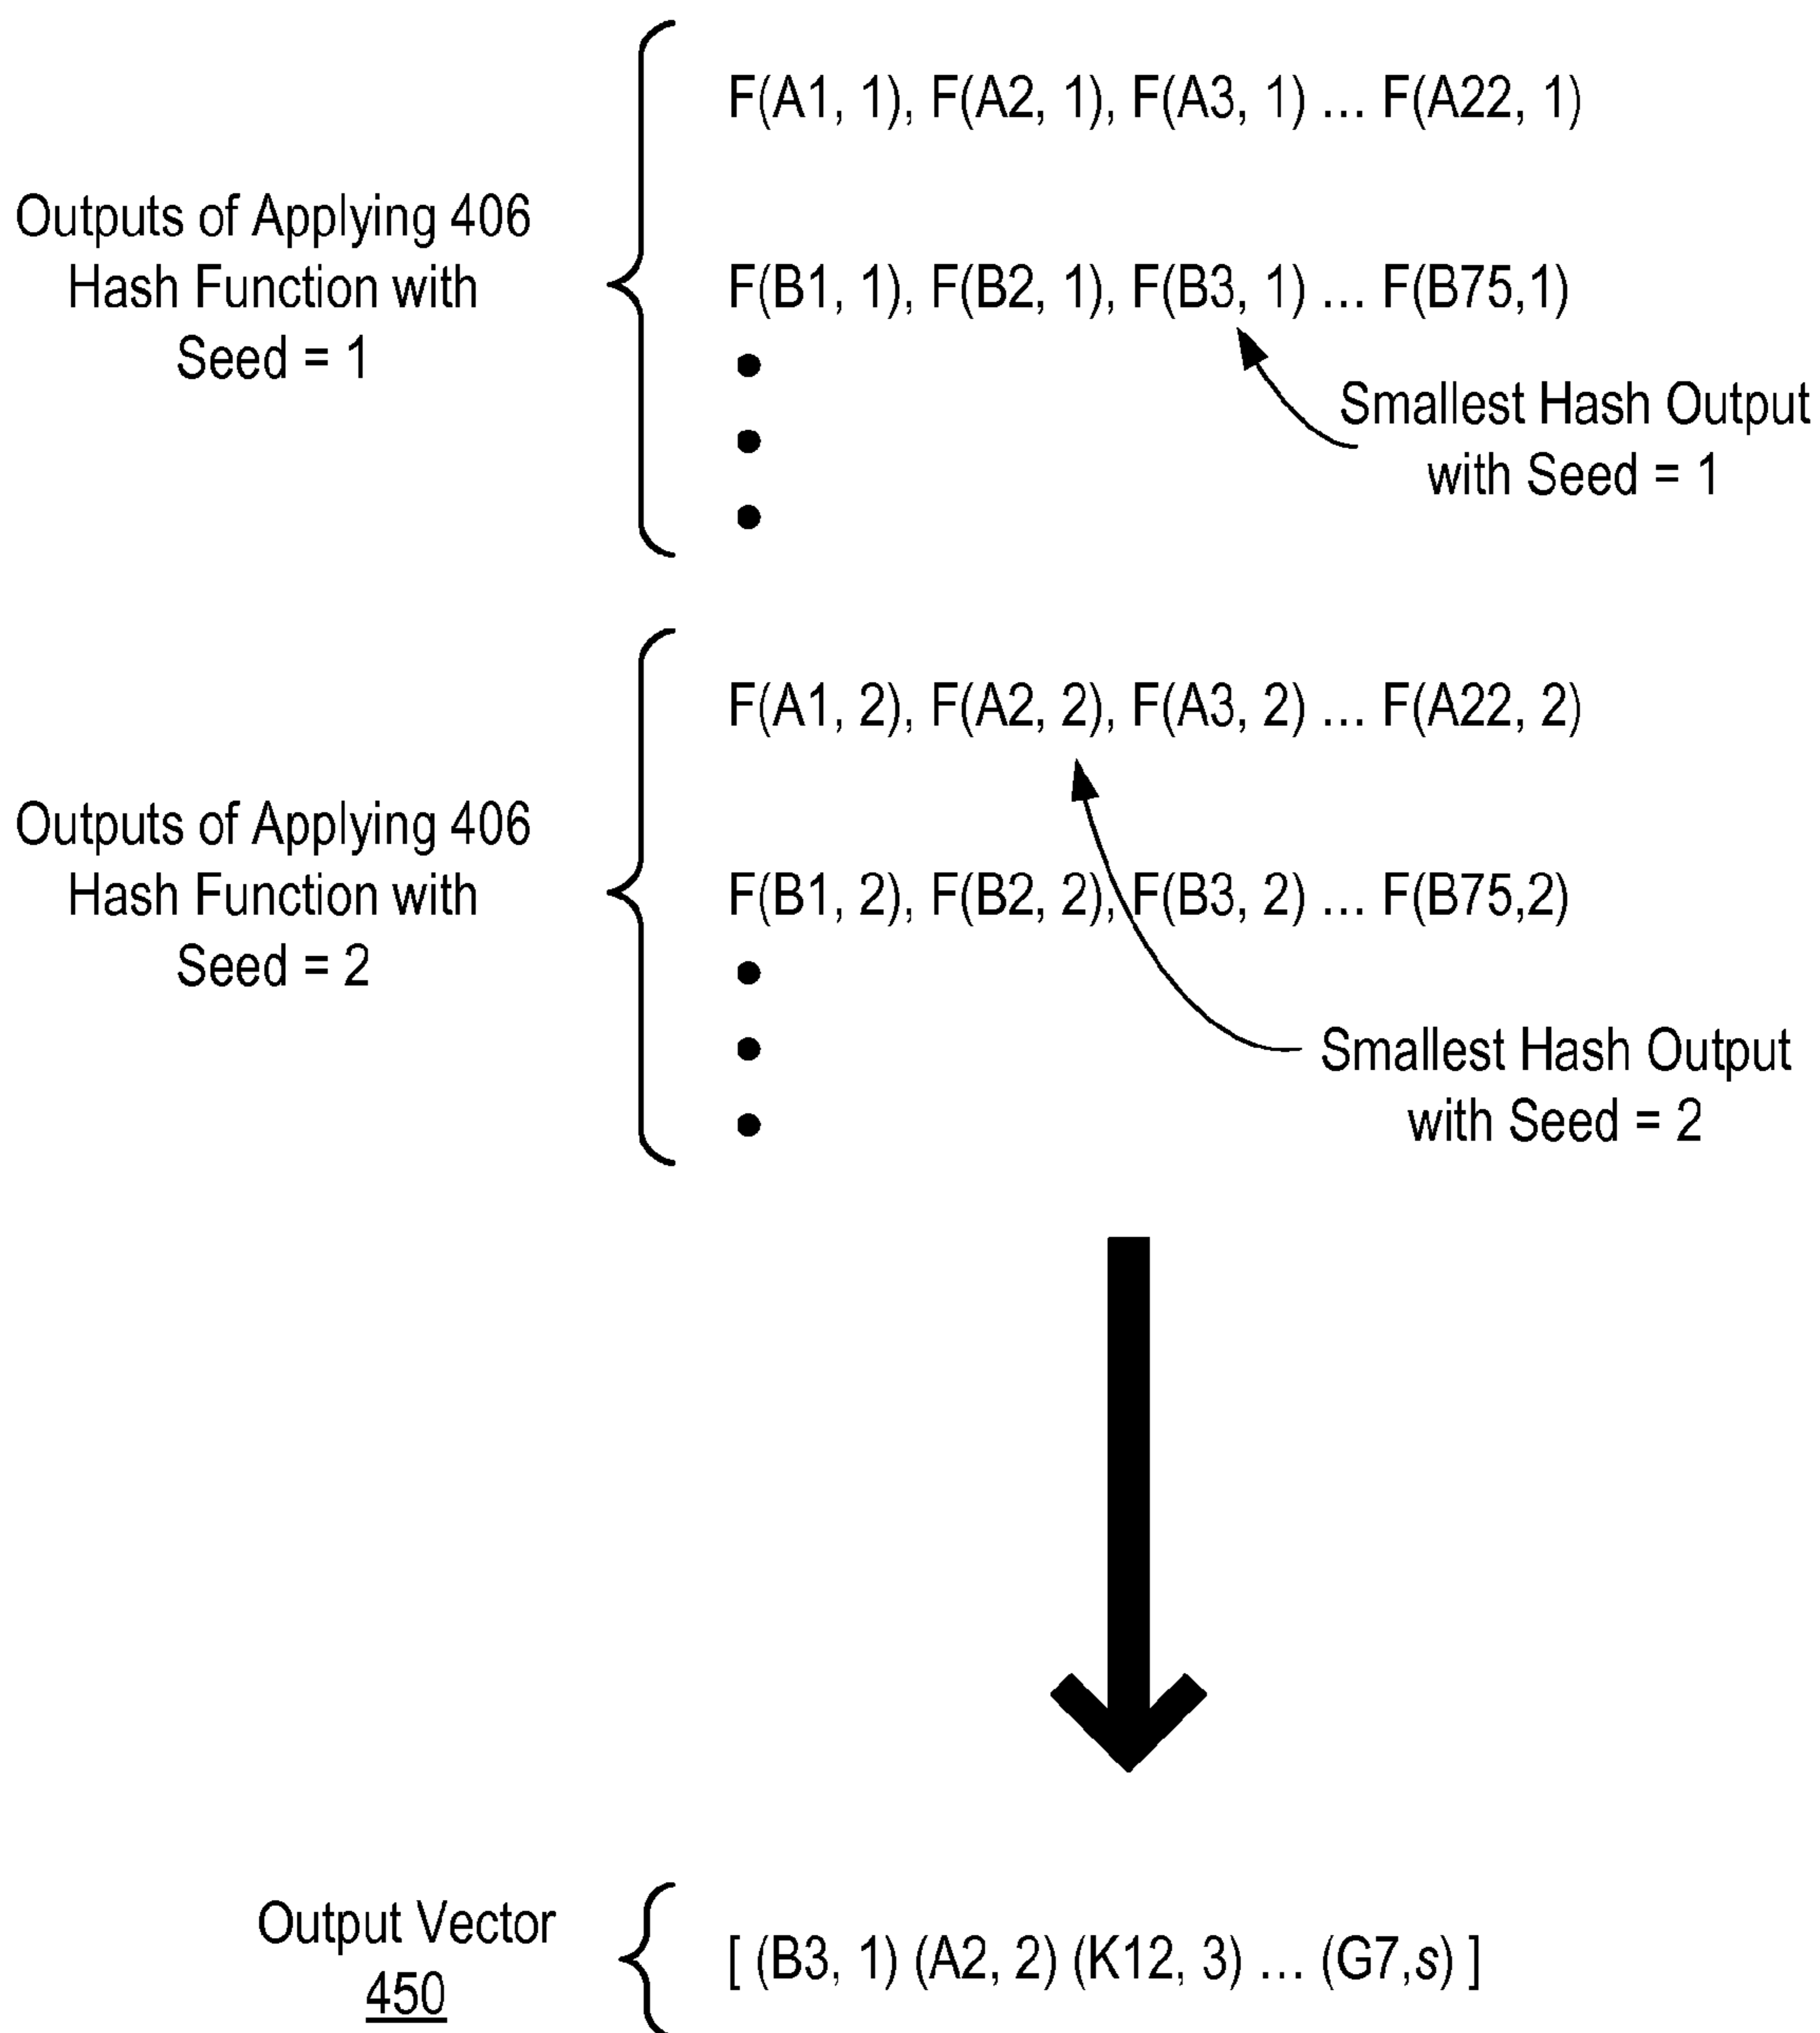 F(A1, 1), F(A2, 1), F(A3, 1) ... F(A22, 1)
Outputs of Applying 406
Hash Function with
Seed = 1
F(B1, 1), F(B2, 1), F(B3, 1) ... F(B75,1)
Smallest Hash Output
with Seed = 1
F(A1, 2), F(A2, 2), F(A3, 2) ... F(A22, 2)
Outputs of Applying 406
Hash Function with
Seed = 2
F(B1, 2), F(B2, 2), F(B3, 2) ... F(B75,2)
Smallest Hash Output
with Seed = 2
Output Vector
450
[ (B3, 1) (A2, 2) (K12, 3) ... (G7,s) ]